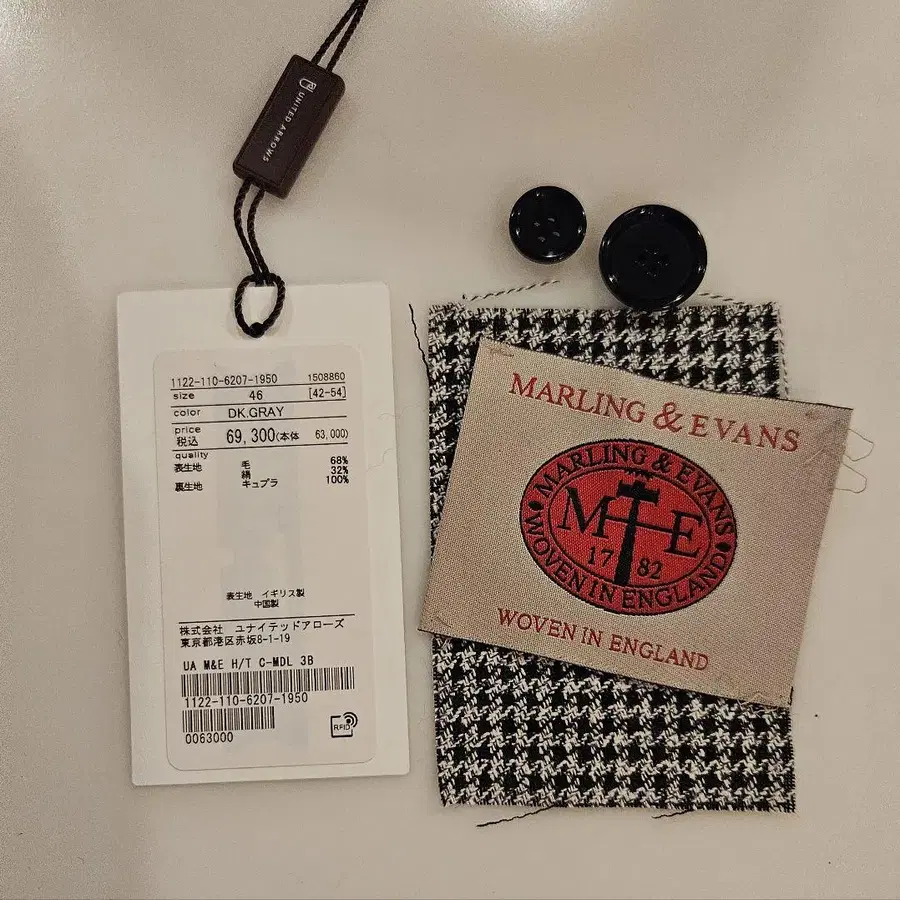 UNITED ARROWS
1122-110-6207-1950 1508860
size 46 [42-54]
color DK.GRAY
price
税込 69,300(本体 63,000)
quality
表生地 毛 68%
絹 32%
裏生地 キュプラ 100%
表生地 イギリス製
中国製
株式会社 ユナイテッドアローズ
東京都港区赤坂8-1-19
UA M&E H/T C-MDL 3B
1122-110-6207-1950
0063000
RFID
MARLING & EVANS
MARLING & EVANS
M E
17 82
WOVEN IN ENGLAND
WOVEN IN ENGLAND